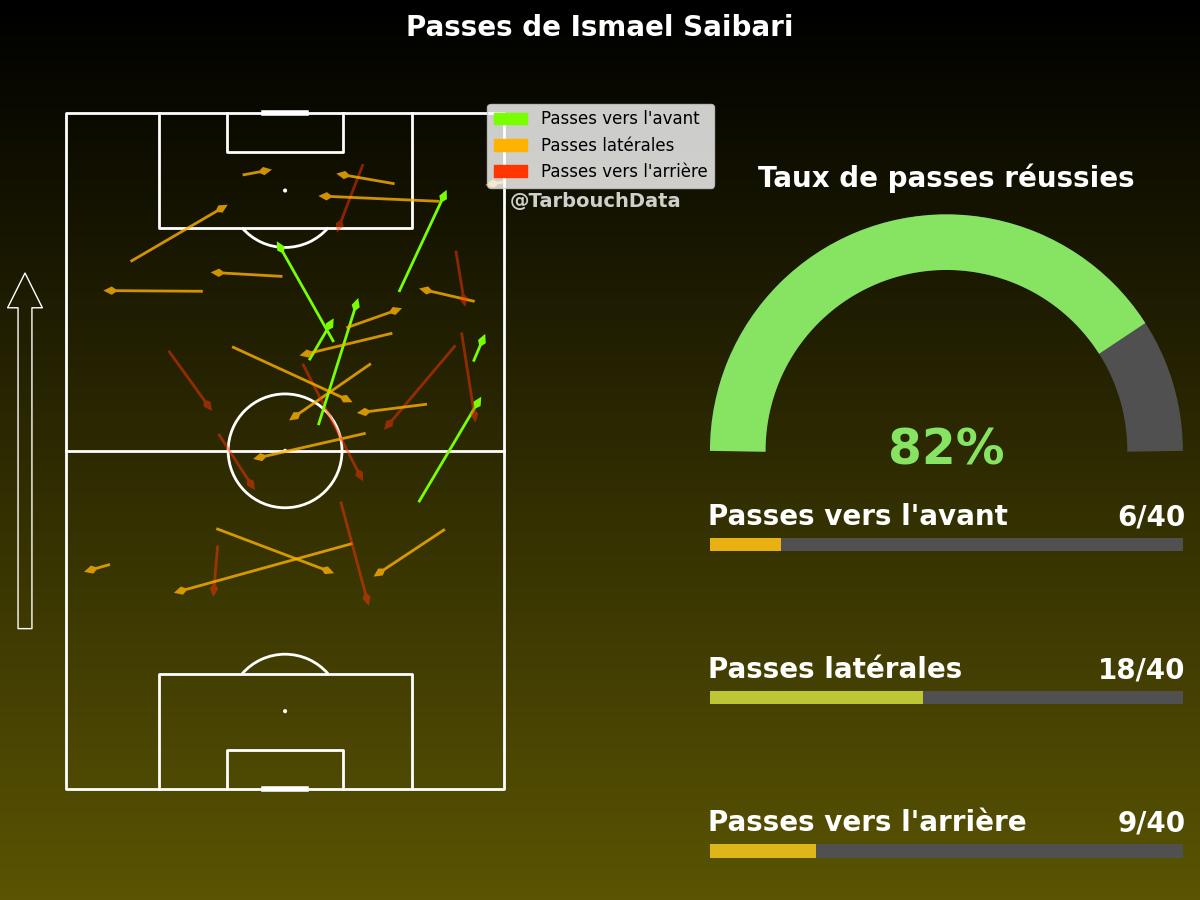 Passes de Ismael Saibari
Passes vers l'avant
Passes latérales
Passes vers l'arrière
@TarbouchData
Taux de passes réussies
82%
Passes vers l'avant 6/40
Passes latérales 18/40
Passes vers l'arrière 9/40